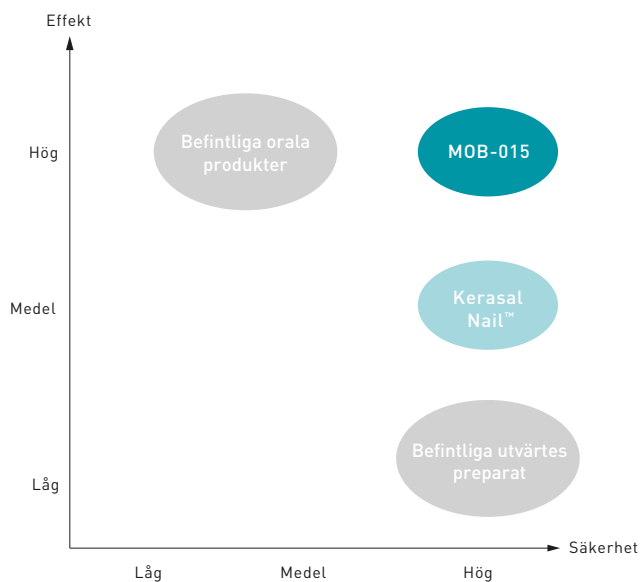 Effekt
Hög
Befintliga orala
produkter
MOB-015
Medel
Kerasal
Nail™
Låg
Befintliga utvärtes
preparat
Säkerhet
Låg
Medel
Hög